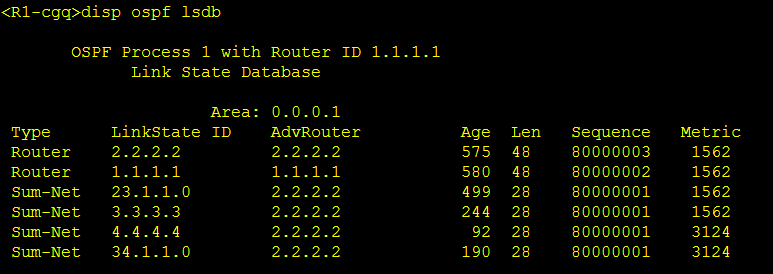 <R1-cgq>disp ospf lsdb
OSPF Process 1 with Router ID 1.1.1.1
Link State Database
Area: 0.0.0.1
Type LinkState ID AdvRouter Age Len Sequence Metric
Router 2.2.2.2 2.2.2.2 575 48 80000003 1562
Router 1.1.1.1 1.1.1.1 580 48 80000002 1562
Sum-Net 23.1.1.0 2.2.2.2 499 28 80000001 1562
Sum-Net 3.3.3.3 2.2.2.2 244 28 80000001 1562
Sum-Net 4.4.4.4 2.2.2.2 92 28 80000001 3124
Sum-Net 34.1.1.0 2.2.2.2 190 28 80000001 3124